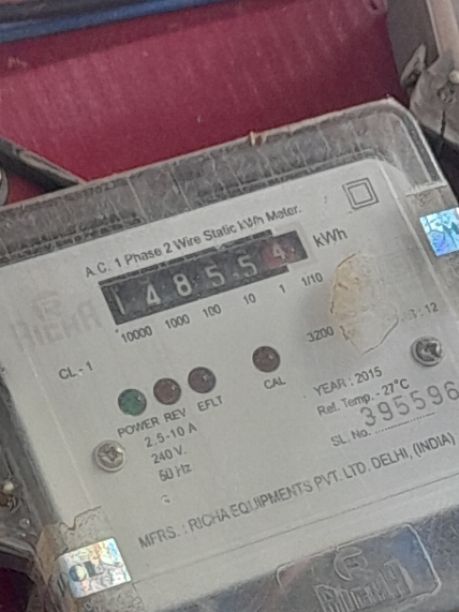 A.C. 1 Phase 2 Wire Static kWh Meter.
1 4 8 5 5 4 kWh
10000 1000 100 10 1 1/10
RICHA
CL.-1
3200
POWER REV EFLT CAL
2.5-10 A
240 V.
50 Hz
YEAR : 2015
Ref. Temp. - 27°C
SL. No. 395596
MFRS. : RICHA EQUIPMENTS PVT. LTD. DELHI, (INDIA)
RICHA